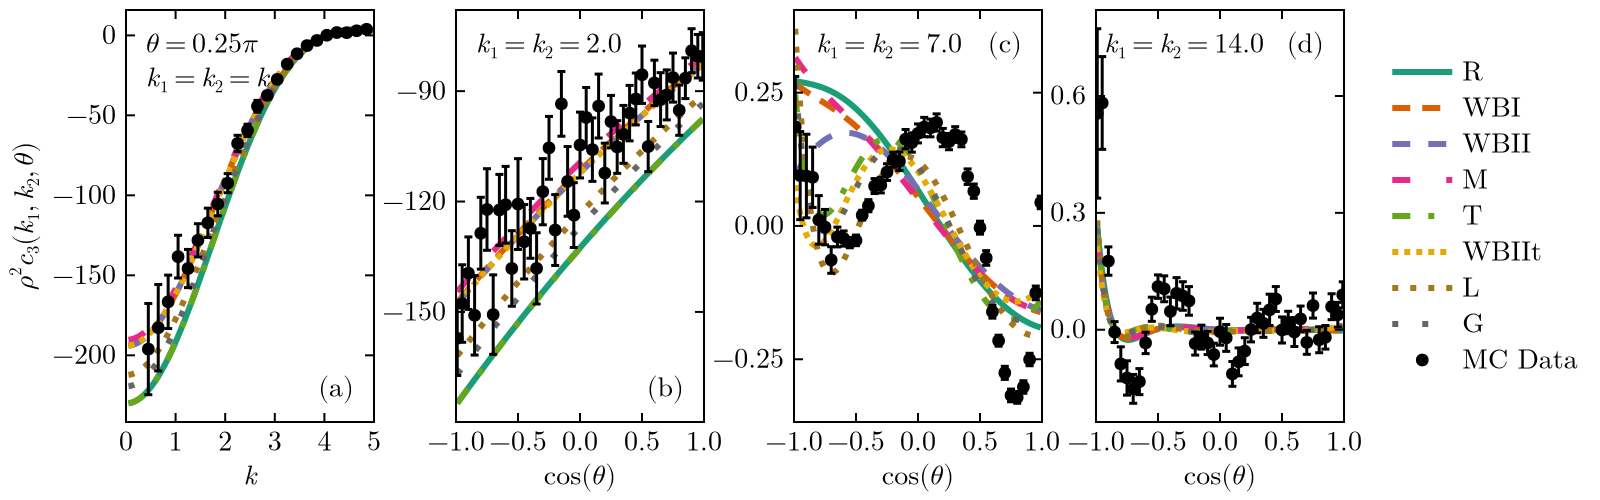 θ = 0.25π
k₁ = k₂ = k
(a)
0
−50
−100
−150
−200
ρ²c₃(k₁, k₂, θ)
0 1 2 3 4 5
k
k₁ = k₂ = 2.0
(b)
−90
−120
−150
−1.0 −0.5 0.0 0.5 1.0
cos(θ)
k₁ = k₂ = 7.0 (c)
0.25
0.00
−0.25
−1.0 −0.5 0.0 0.5 1.0
cos(θ)
k₁ = k₂ = 14.0 (d)
0.6
0.3
0.0
−1.0 −0.5 0.0 0.5 1.0
cos(θ)
R
WBI
WBII
M
T
WBIIt
L
G
MC Data